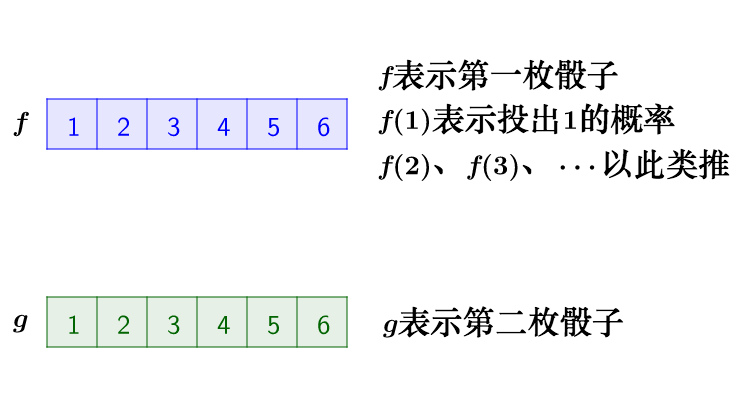 f 1 2 3 4 5 6
f表示第一枚骰子
f(1)表示投出1的概率
f(2)、f(3)、⋯以此类推
g 1 2 3 4 5 6
g表示第二枚骰子